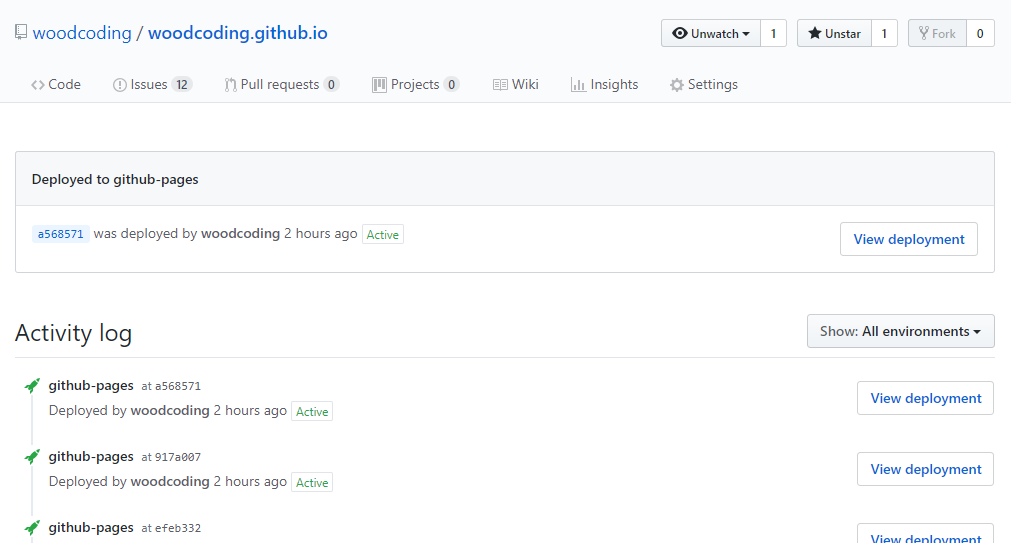 woodcoding / woodcoding.github.io Unwatch 1 Unstar 1 Fork 0
Code Issues 12 Pull requests 0 Projects 0 Wiki Insights Settings
Deployed to github-pages
a568571 was deployed by woodcoding 2 hours ago Active View deployment
Activity log Show: All environments
github-pages at a568571
Deployed by woodcoding 2 hours ago Active View deployment
github-pages at 917a007
Deployed by woodcoding 2 hours ago Active View deployment
github-pages at efeb332
View deployment